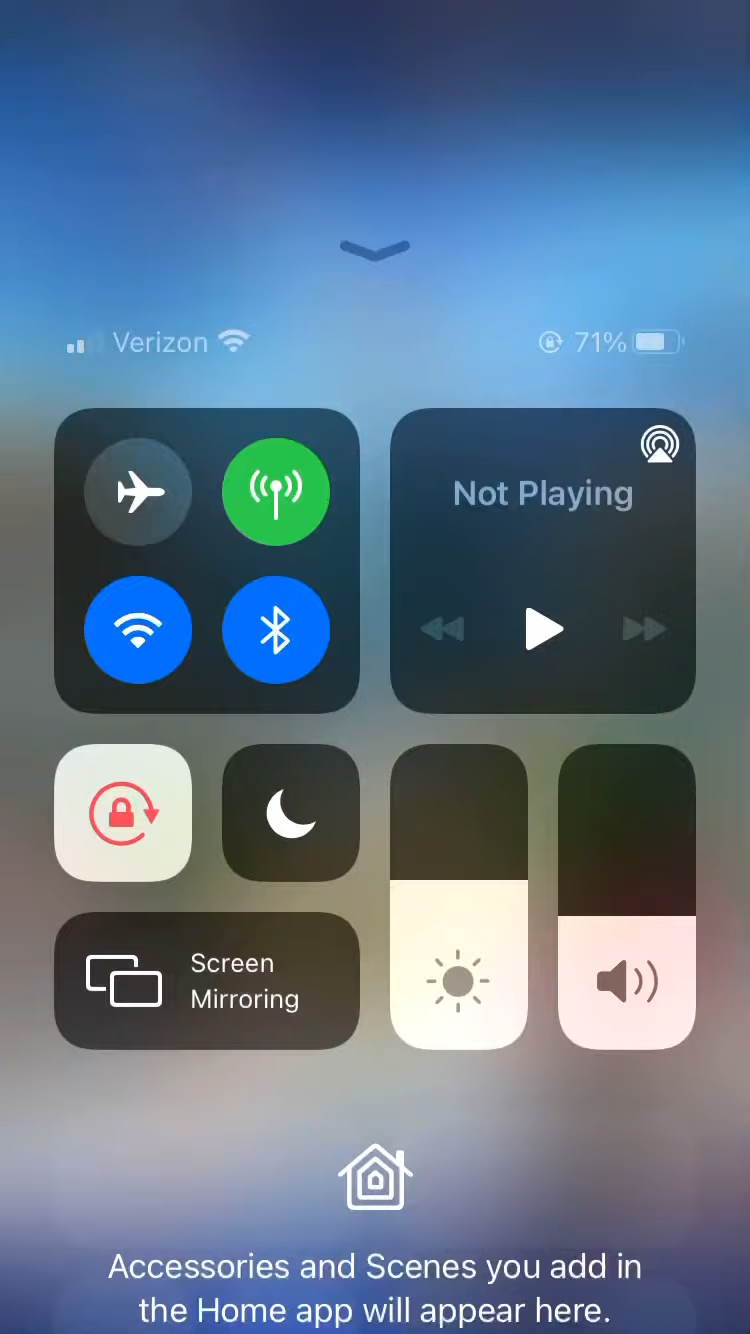 Verizon
71%
Not Playing
Screen
Mirroring
Accessories and Scenes you add in
the Home app will appear here.